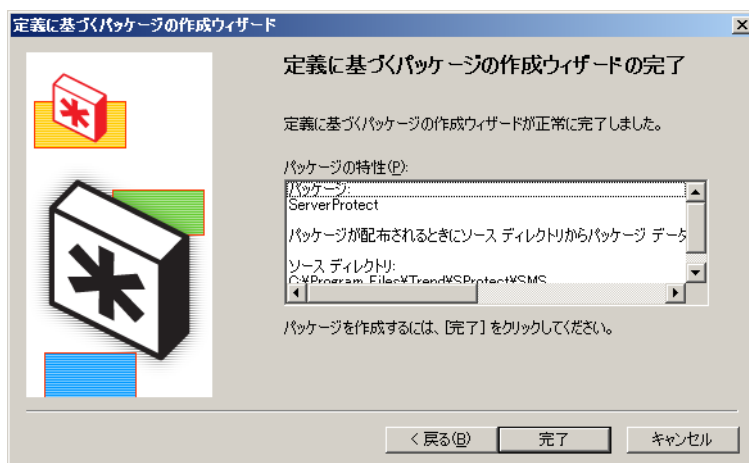 定義に基づくパッケージの作成ウィザード
定義に基づくパッケージの作成ウィザードの完了
定義に基づくパッケージの作成ウィザードが正常に完了しました。
パッケージの特性(P):
パッケージ:
ServerProtect
パッケージが配布されるときにソース ディレクトリからパッケージ データ
ソース ディレクトリ:
C:¥Program Files¥Trend¥SProtect¥SMS
パッケージを作成するには、[完了] をクリックしてください。
< 戻る(B) 完了 キャンセル